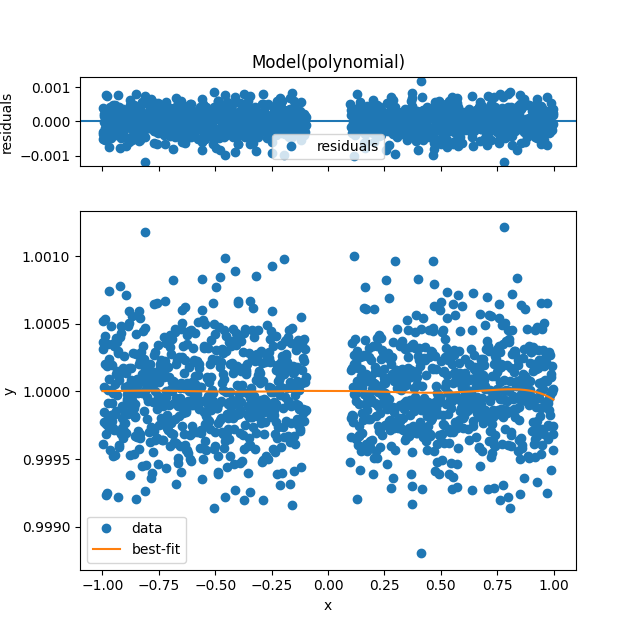 Model(polynomial)
residuals
0.001
0.000
−0.001
residuals
y
1.0010
1.0005
1.0000
0.9995
0.9990
data
best-fit
−1.00 −0.75 −0.50 −0.25 0.00 0.25 0.50 0.75 1.00
x